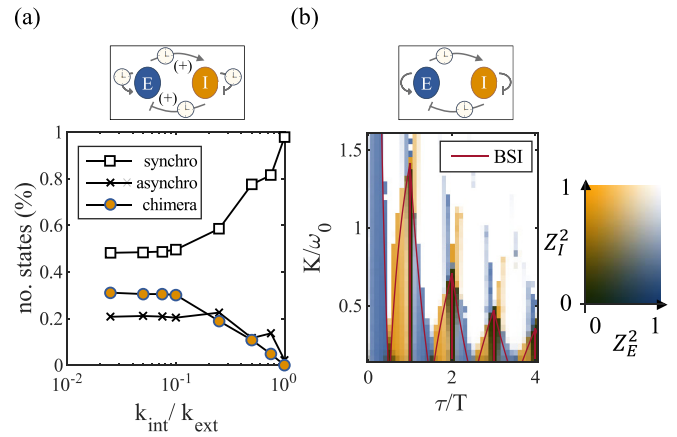 (a)
(b)
E
(+)
(+)
I
E
I
1
0.8
0.6
0.4
0.2
0
no. states (%)
synchro
asynchro
chimera
10^-2
10^-1
10^0
k_int / k_ext
1.5
1
0.5
K/ω_0
BSI
0
2
4
τ/T
1
Z_I^2
0
0
1
Z_E^2